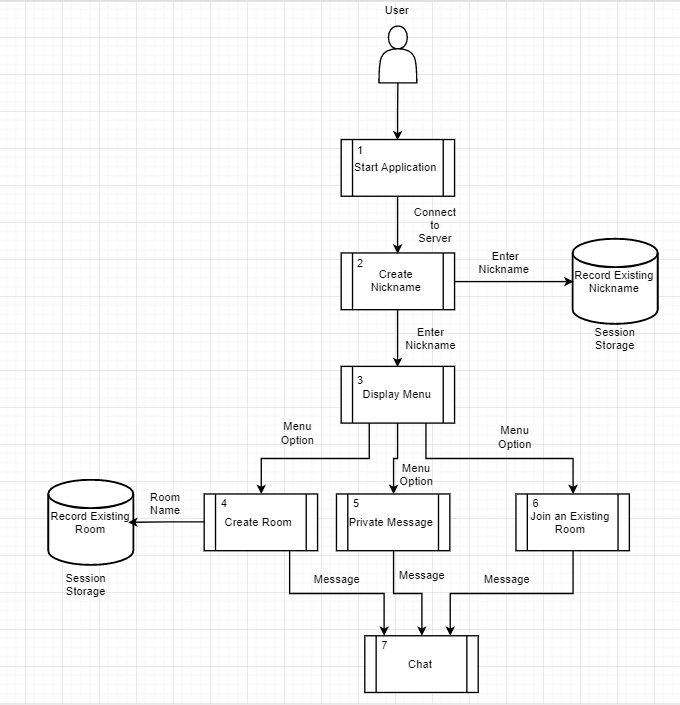 User
1
Start Application
Connect
to
Server
2
Create
Nickname
Enter
Nickname
Record Existing
Nickname
Session
Storage
Enter
Nickname
3
Display Menu
Menu
Option
Menu
Option
Menu
Option
4
Create Room
Room
Name
Record Existing
Room
Session
Storage
5
Private Message
6
Join an Existing
Room
Message
Message
Message
7
Chat